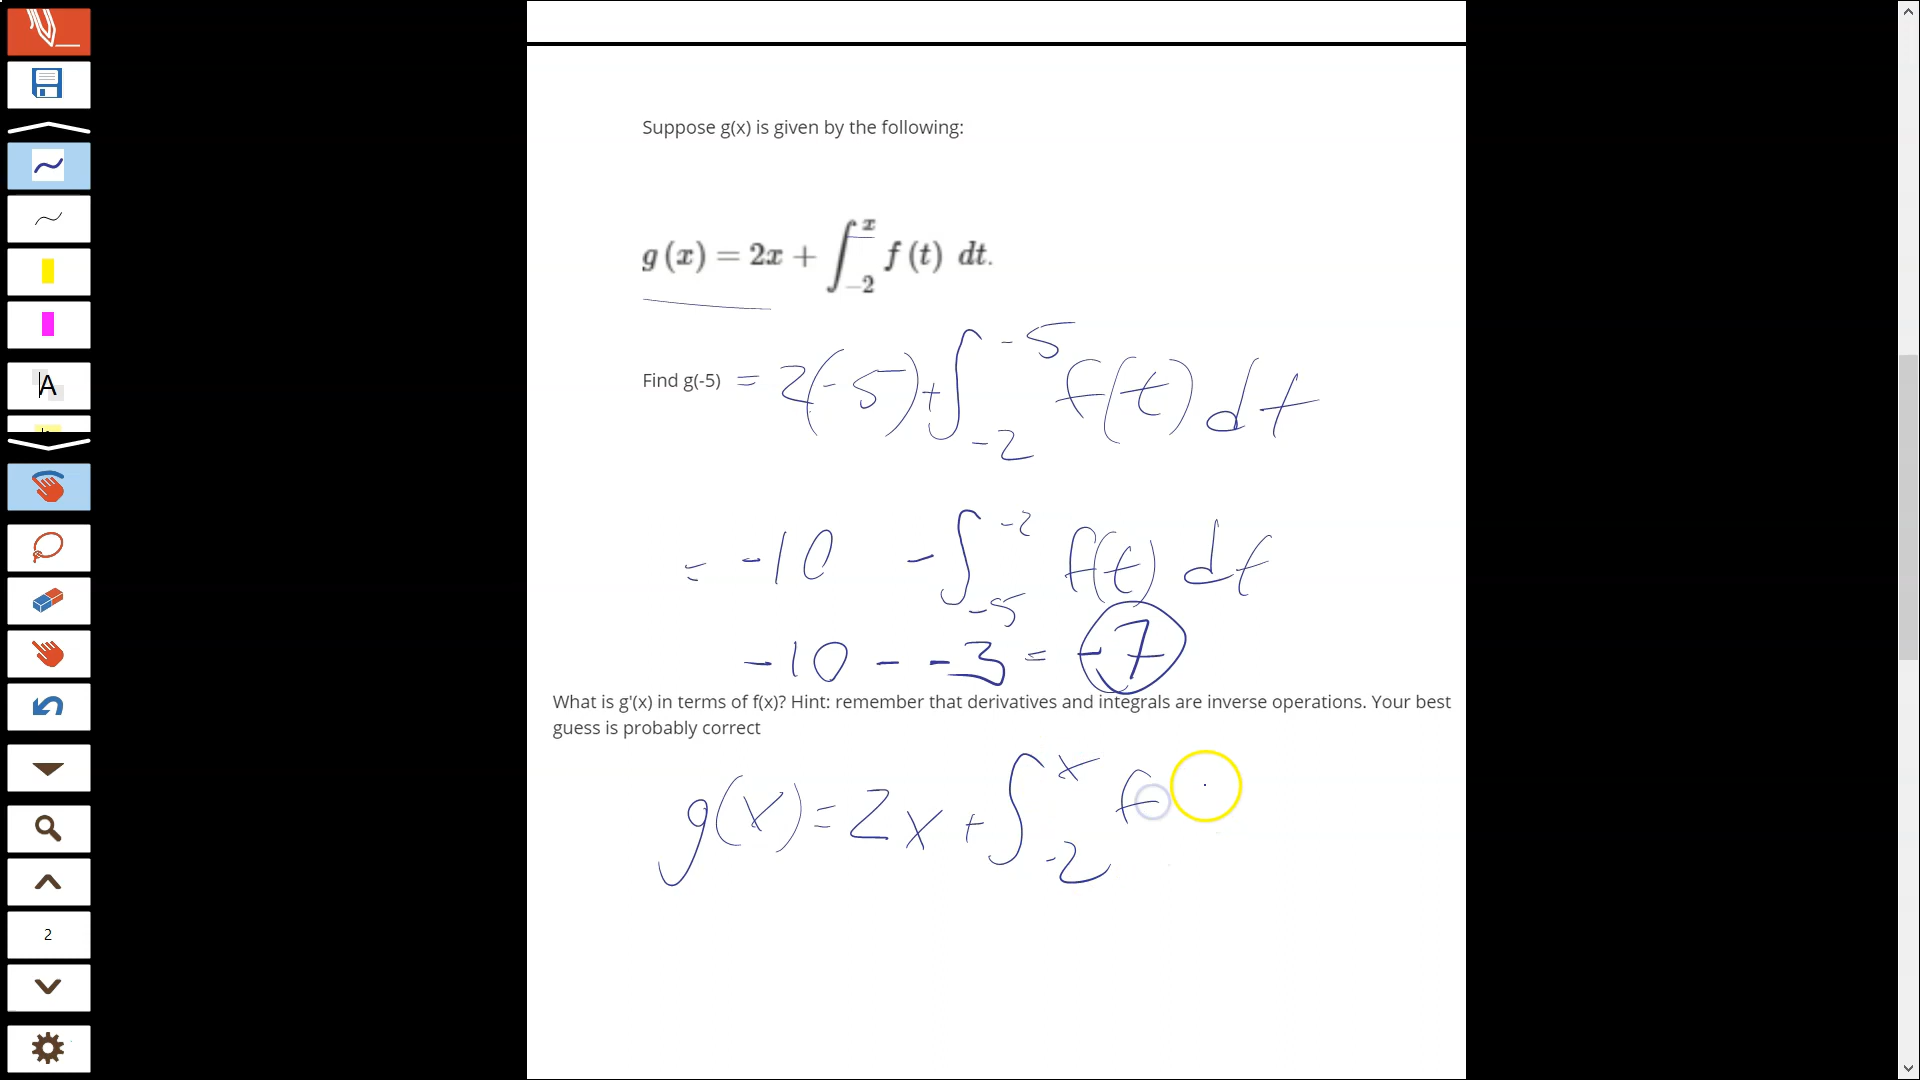 Suppose g(x) is given by the following:
g (x) = 2x + ∫_{-2}^{x} f (t) dt.
Find g(-5) = 2(-5) + ∫_{-2}^{-5} f(t) dt
= -10 - ∫_{-5}^{-2} f(t) dt
-10 - -3 = -7
What is g'(x) in terms of f(x)? Hint: remember that derivatives and integrals are inverse operations. Your best
guess is probably correct
g(x) = 2x + ∫_{-2}^{x} f
A
2